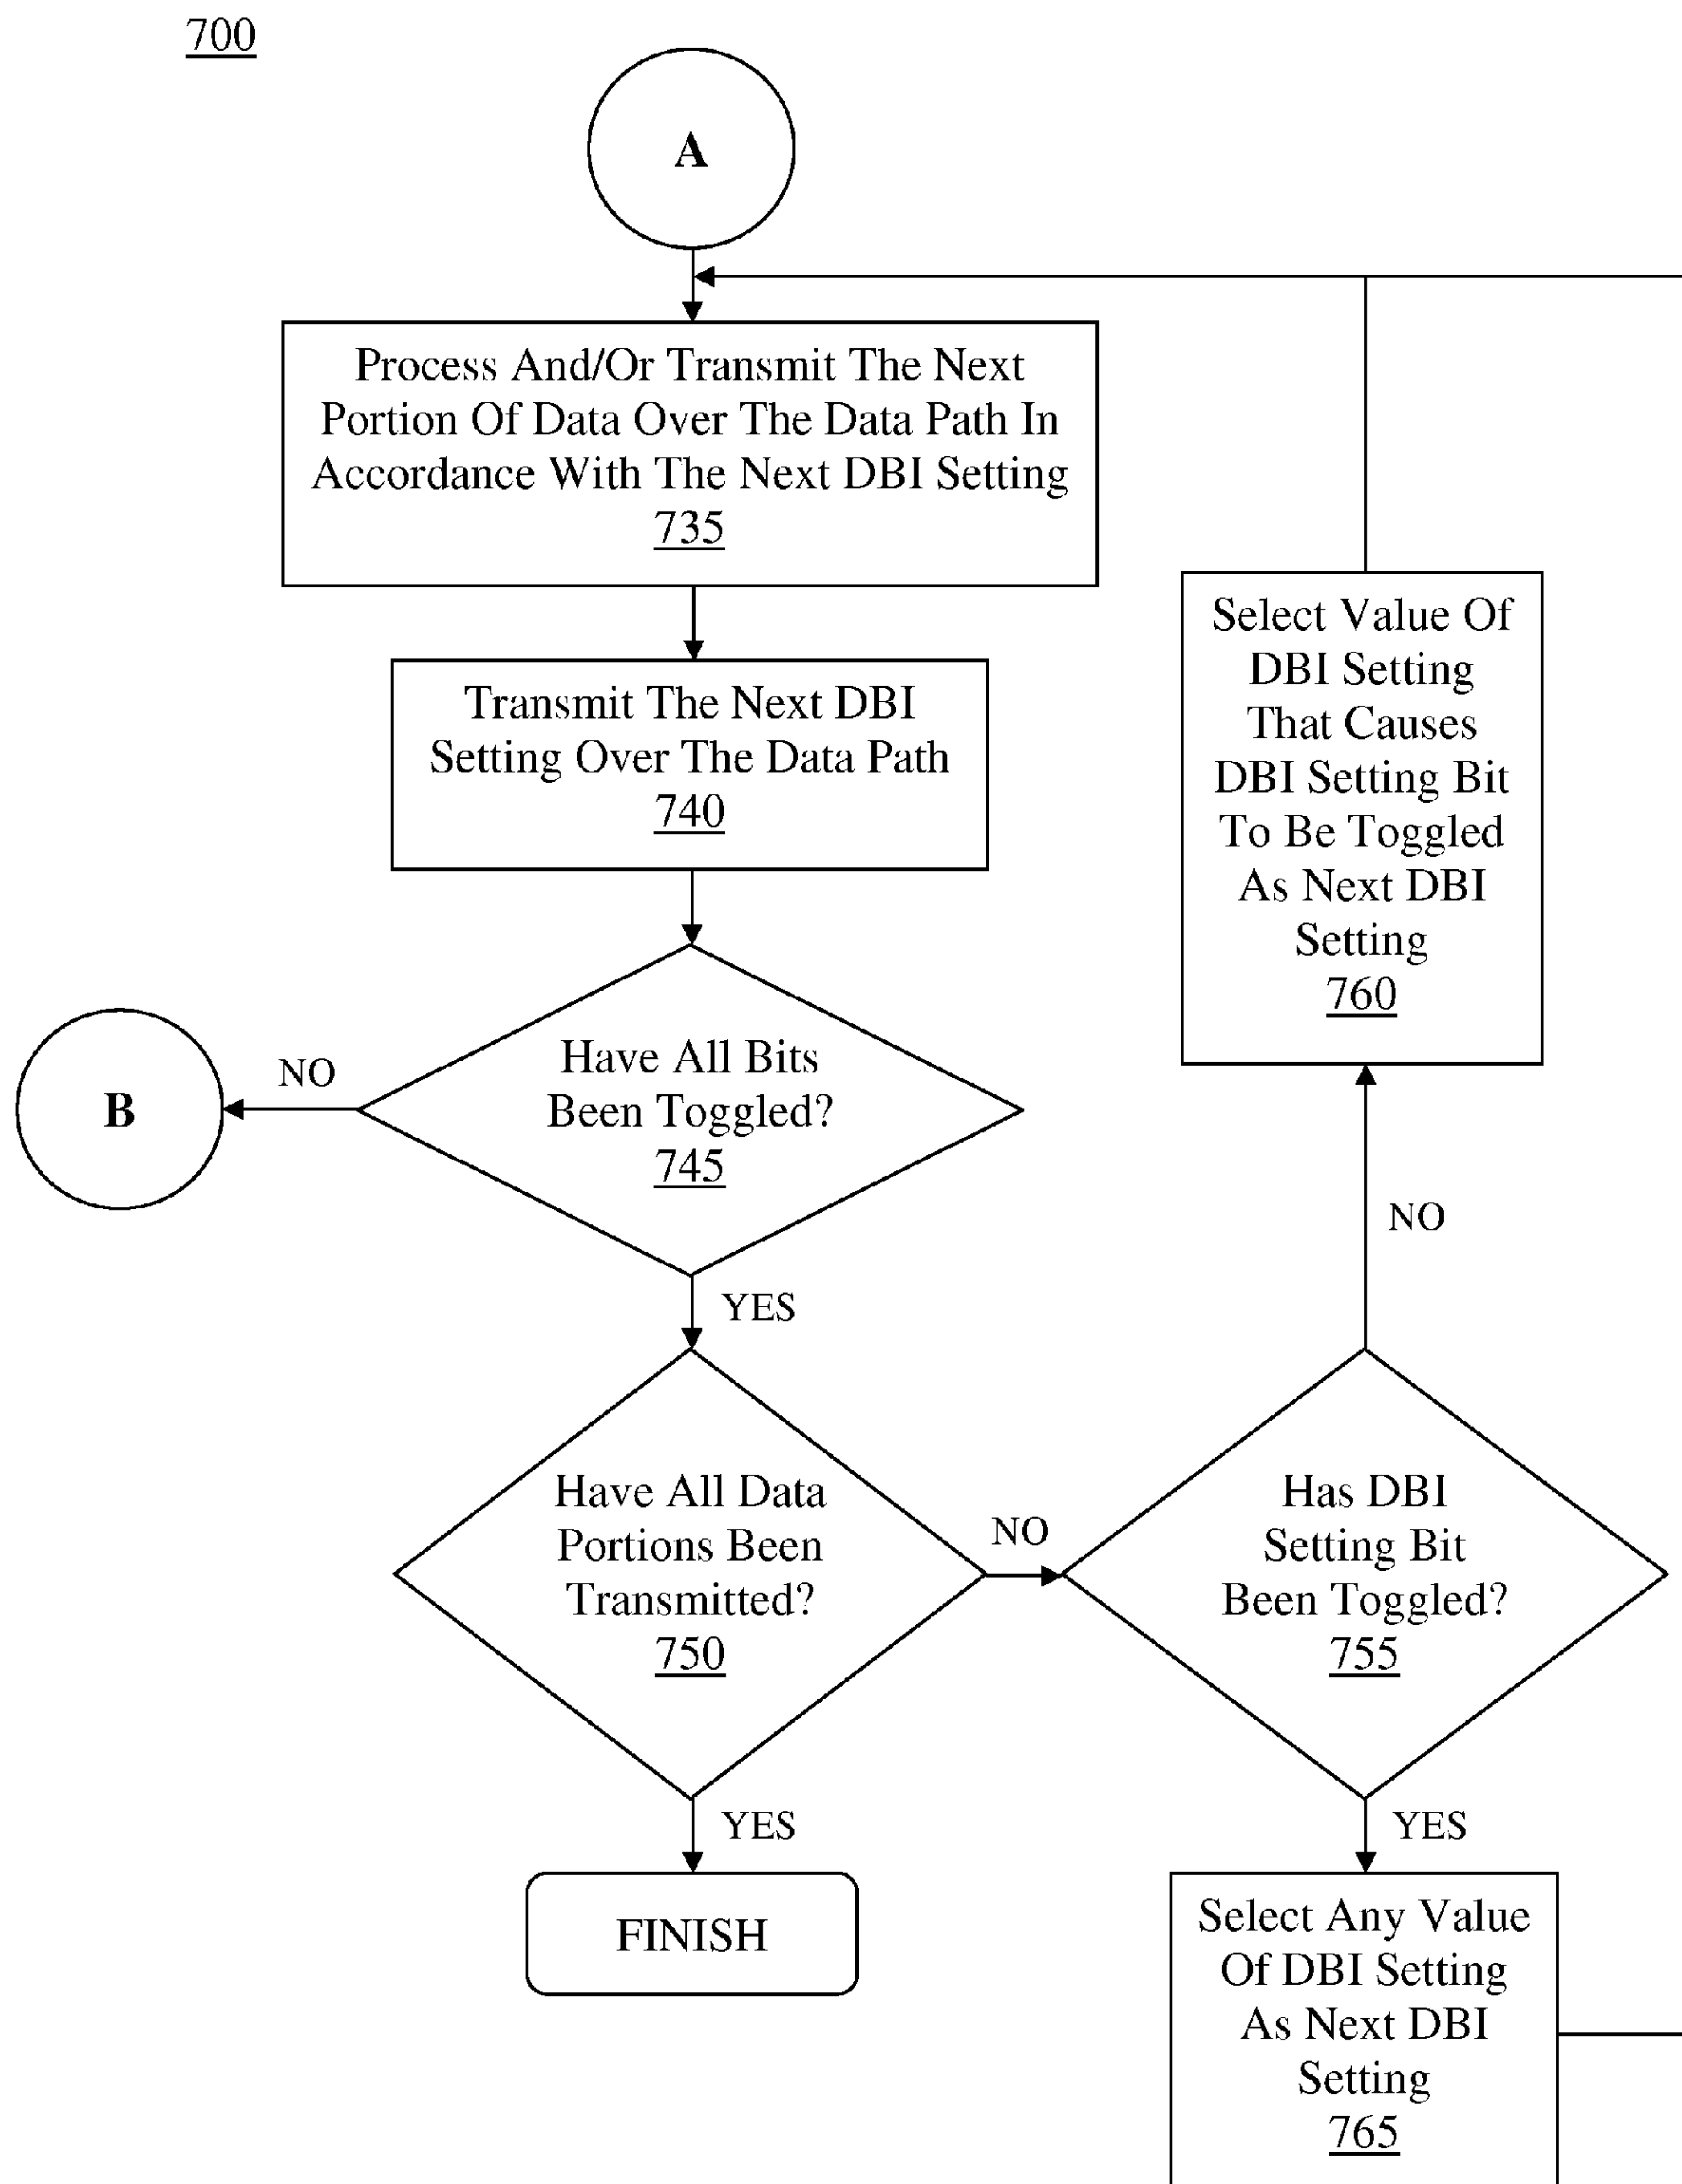 700
A
Process And/Or Transmit The Next
Portion Of Data Over The Data Path In
Accordance With The Next DBI Setting
735
Transmit The Next DBI
Setting Over The Data Path
740
Select Value Of
DBI Setting
That Causes
DBI Setting Bit
To Be Toggled
As Next DBI
Setting
760
Have All Bits
Been Toggled?
745
NO
B
YES
NO
Have All Data
Portions Been
Transmitted?
750
NO
Has DBI
Setting Bit
Been Toggled?
755
YES
YES
FINISH
Select Any Value
Of DBI Setting
As Next DBI
Setting
765